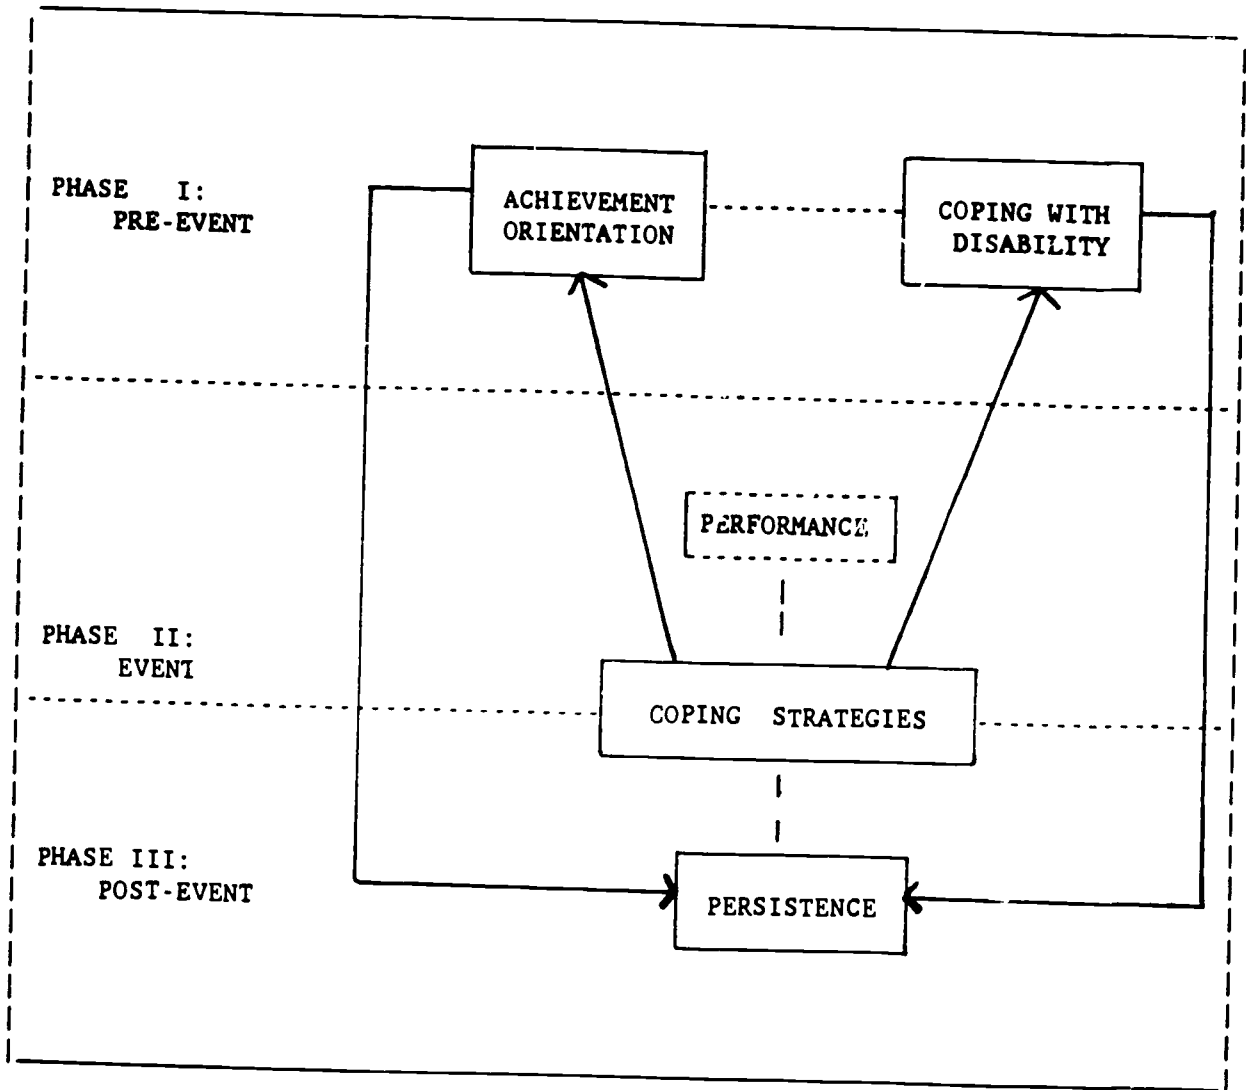 PHASE I:
PRE-EVENT
ACHIEVEMENT
ORIENTATION
COPING WITH
DISABILITY
PERFORMANCE
PHASE II:
EVENT
COPING STRATEGIES
PHASE III:
POST-EVENT
PERSISTENCE